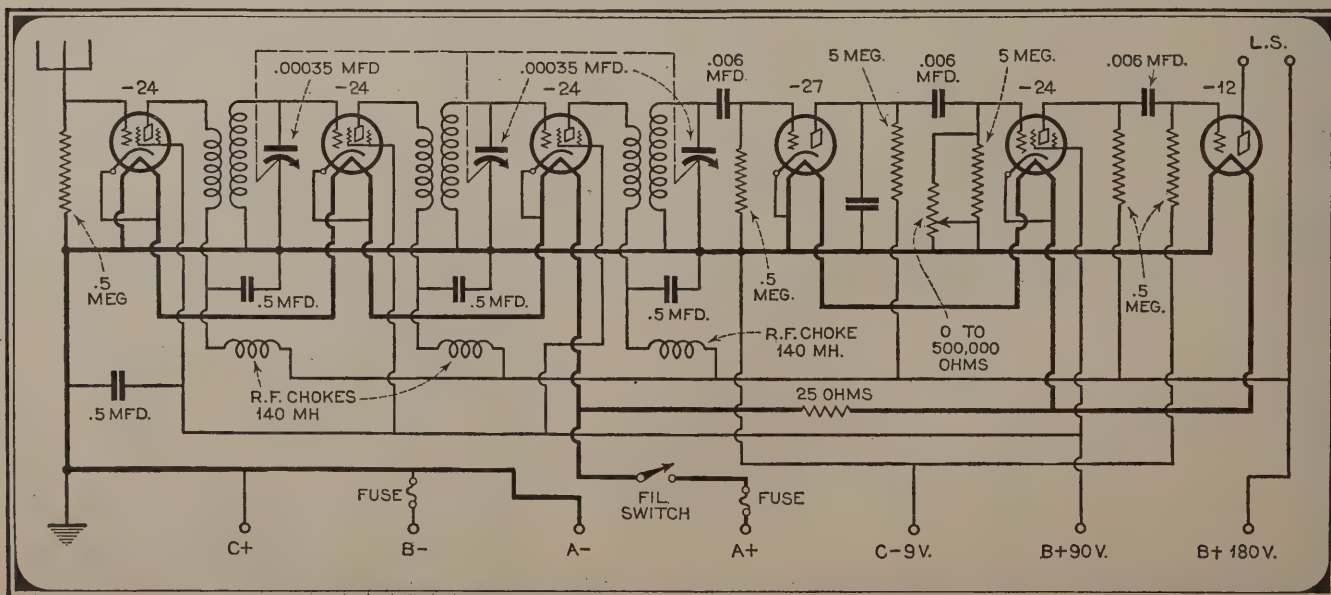 .00035 MFD
.00035 MFD.
.006
MFD.
5 MEG.
.006
MFD.
5 MEG.
.006 MFD.
L.S.
-24
-24
-24
-27
-24
-12
.5
MEG
.5 MFD.
.5 MFD.
.5 MFD.
.5
MEG.
0 TO
500,000
OHMS
.5
MEG.
R.F. CHOKE
140 MH.
R.F. CHOKES
140 MH
.5 MFD.
25 OHMS
FUSE
FIL.
SWITCH
FUSE
C+
B-
A-
A+
C-9V.
B+90V.
B+ 180V.